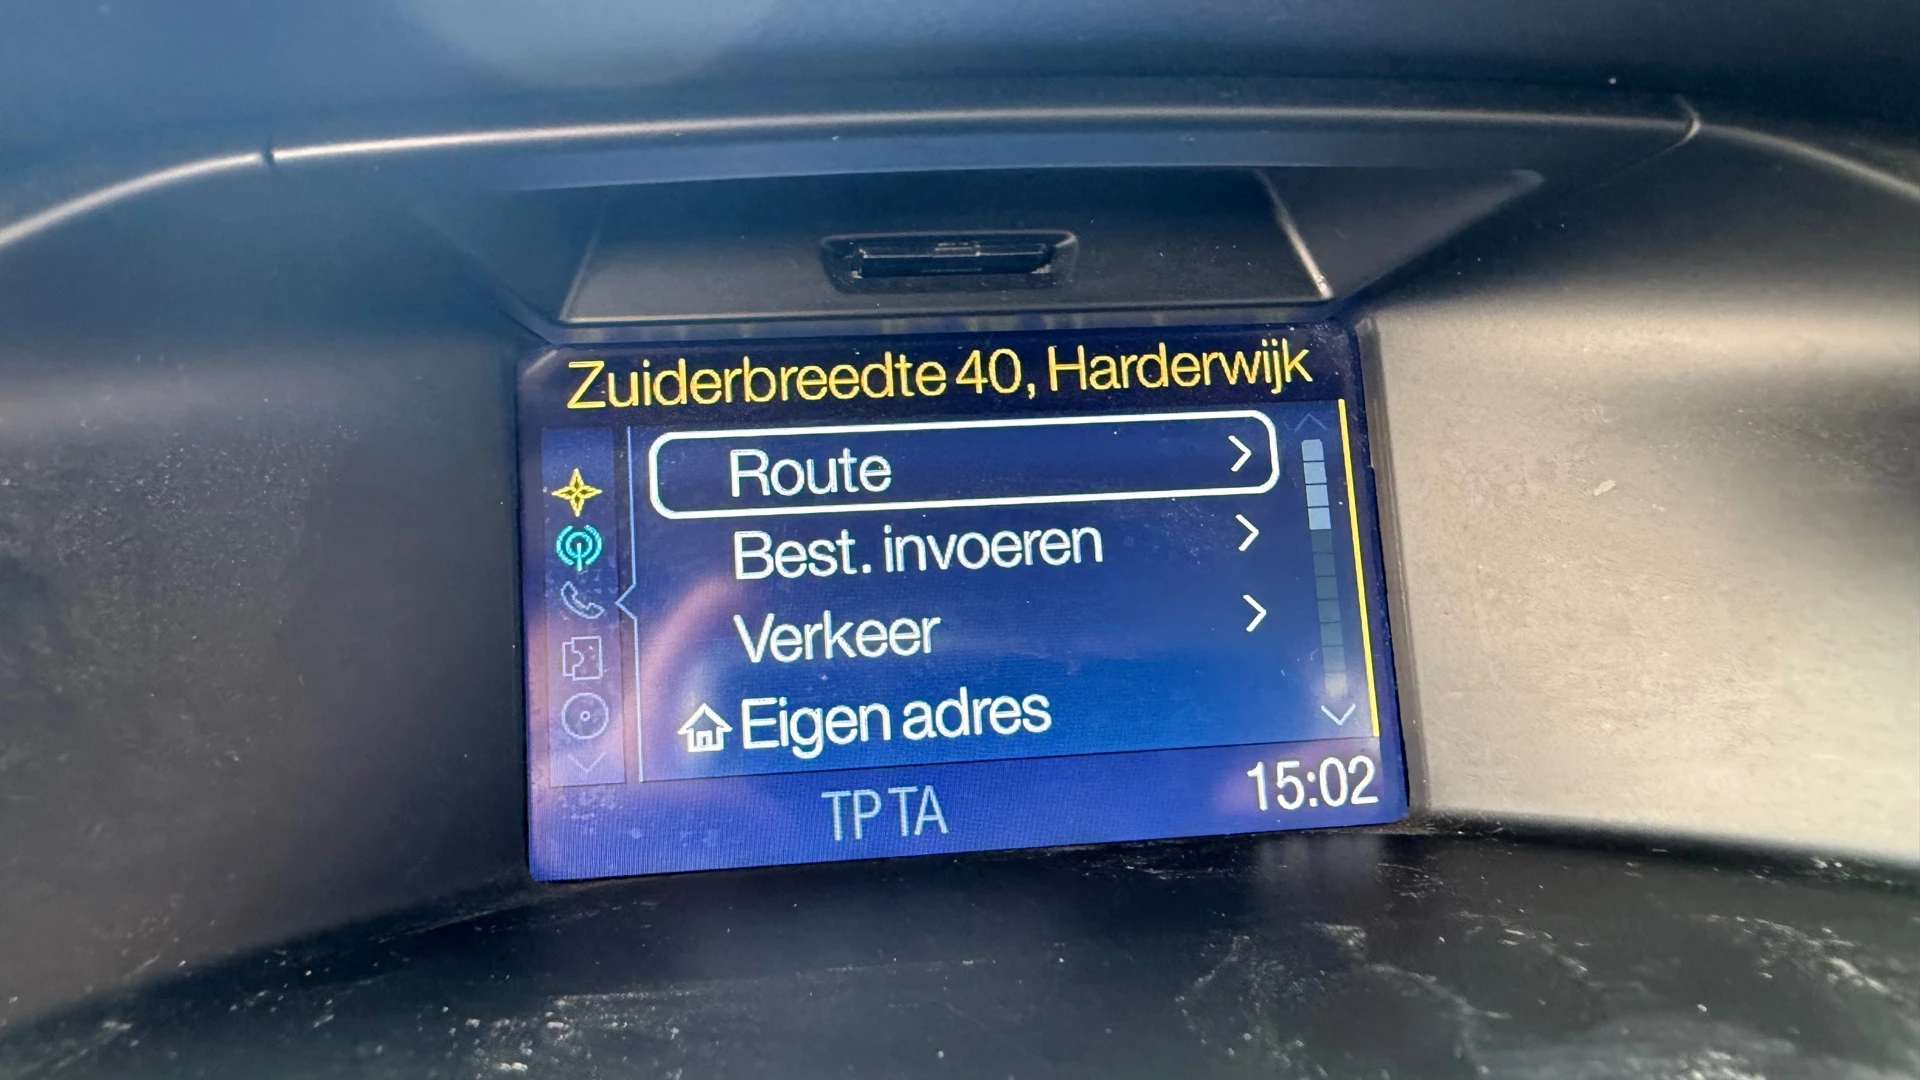 Zuiderbreedte 40, Harderwijk
Route
Best. invoeren
Verkeer
Eigen adres
TP TA
15:02